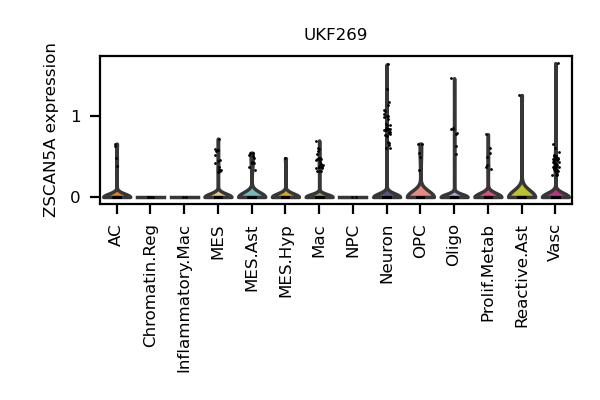 UKF269
ZSCAN5A expression
1
0
AC
Chromatin.Reg
Inflammatory.Mac
MES
MES.Ast
MES.Hyp
Mac
NPC
Neuron
OPC
Oligo
Prolif.Metab
Reactive.Ast
Vasc